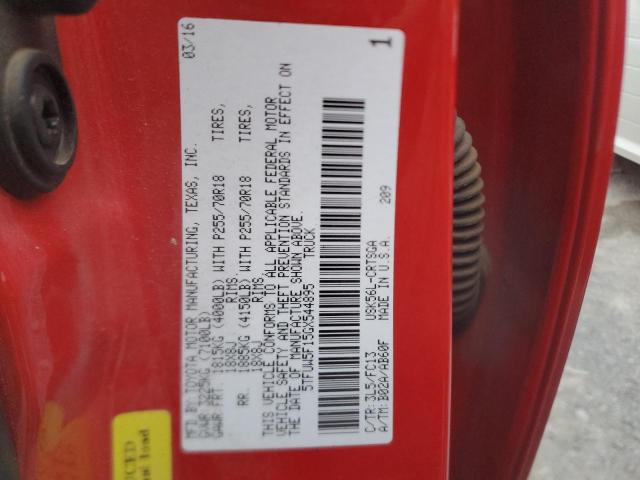 MFD. BY TOYOTA MOTOR MANUFACTURING, TEXAS, INC. 03/16
GVWR 3225KG (7100LB)
GAWR FRT. 1815KG (4000LB) WITH P255/70R18 TIRES,
18X8J RIMS,
RR. 1885KG (4150LB) WITH P255/70R18 TIRES,
18X8J RIMS
THIS VEHICLE CONFORMS TO ALL APPLICABLE FEDERAL MOTOR
VEHICLE SAFETY AND THEFT PREVENTION STANDARDS IN EFFECT ON
THE DATE OF MANUFACTURE SHOWN ABOVE.
5TFUW5F15GX544895 TRUCK
C/TR: 3L5/FC13 USK56L-CRTSGA 209
A/TM: B02A/AB60F MADE IN U.S.A.
1
load